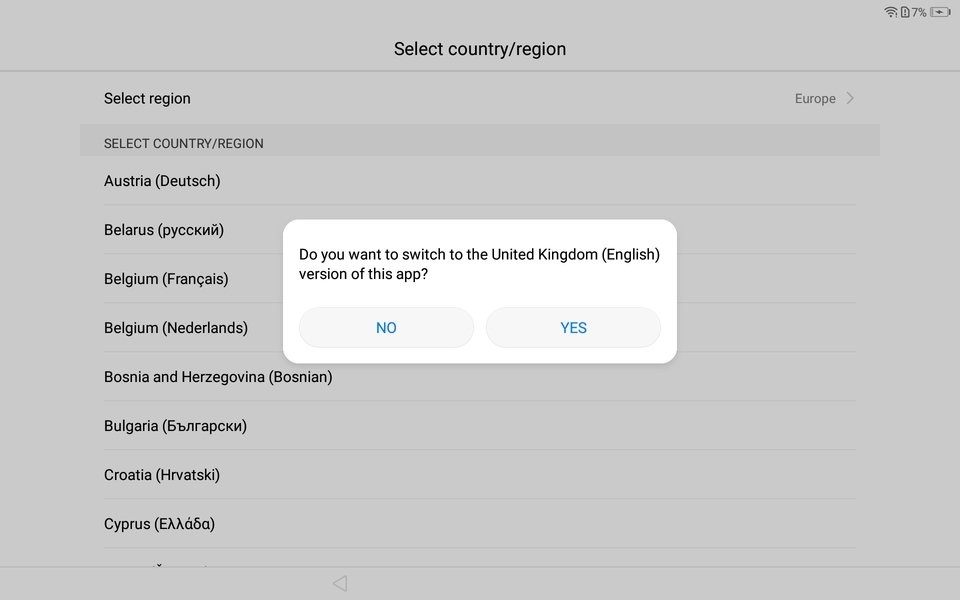 7%
Select country/region
Select region
Europe
SELECT COUNTRY/REGION
Austria (Deutsch)
Belarus (русский)
Belgium (Français)
Belgium (Nederlands)
Bosnia and Herzegovina (Bosnian)
Bulgaria (Български)
Croatia (Hrvatski)
Cyprus (Ελλάδα)
Do you want to switch to the United Kingdom (English)
version of this app?
NO
YES